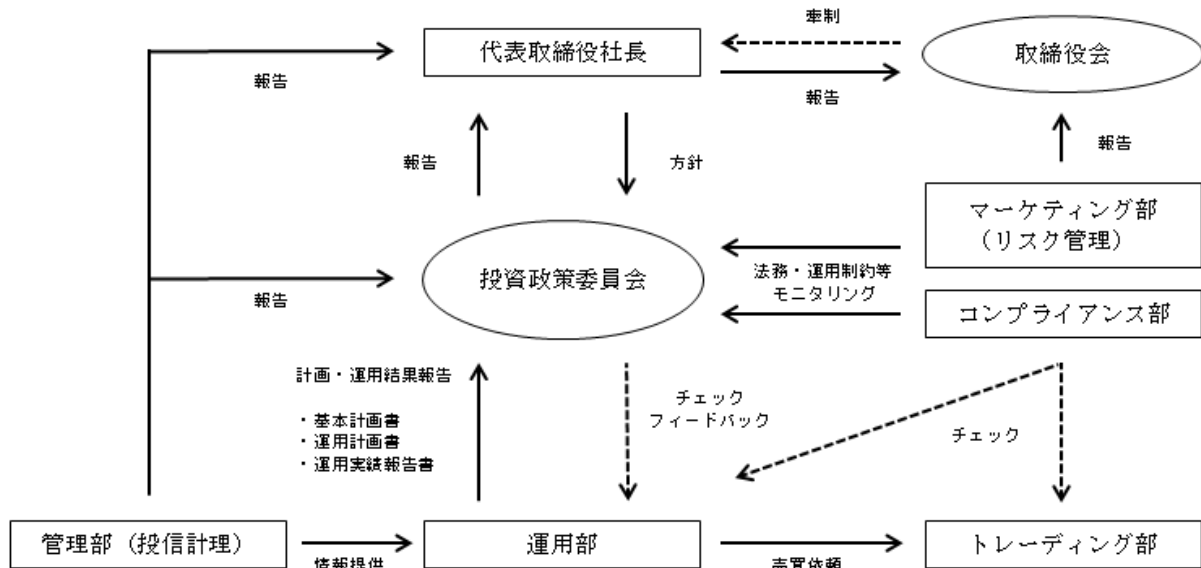 牽制
代表取締役社長
取締役会
報告
報告
報告
方針
報告
マーケティング部
（リスク管理）
投資政策委員会
法務・運用制約等
モニタリング
報告
コンプライアンス部
計画・運用結果報告
・基本計画書
・運用計画書
・運用実績報告書
チェック
フィードバック
チェック
管理部（投信計理）
運用部
トレーディング部
情報提供
売買依頼